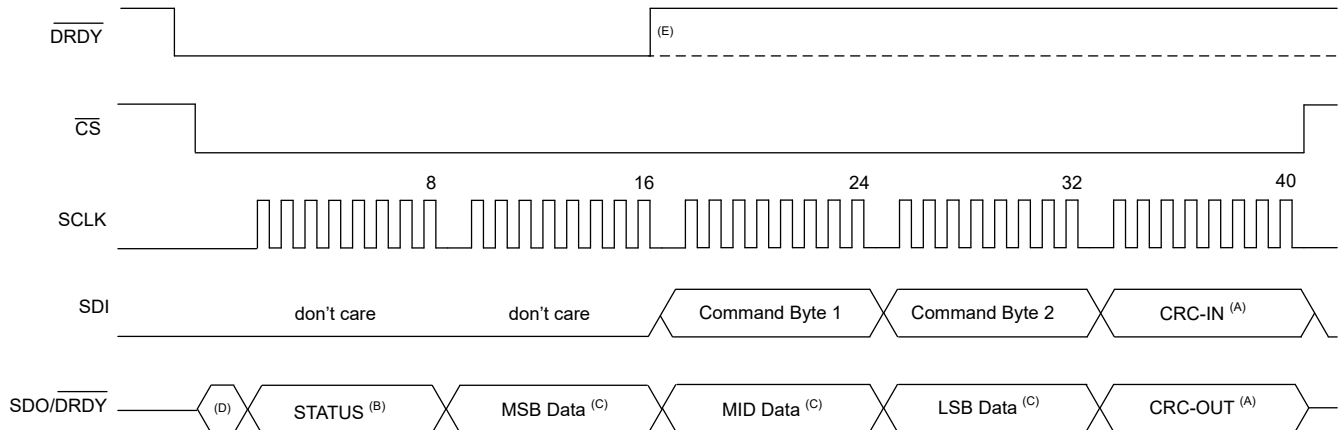 DRDY
(E)
CS
8 16 24 32 40
SCLK
SDI don't care don't care Command Byte 1 Command Byte 2 CRC-IN (A)
SDO/DRDY (D) STATUS (B) MSB Data (C) MID Data (C) LSB Data (C) CRC-OUT (A)